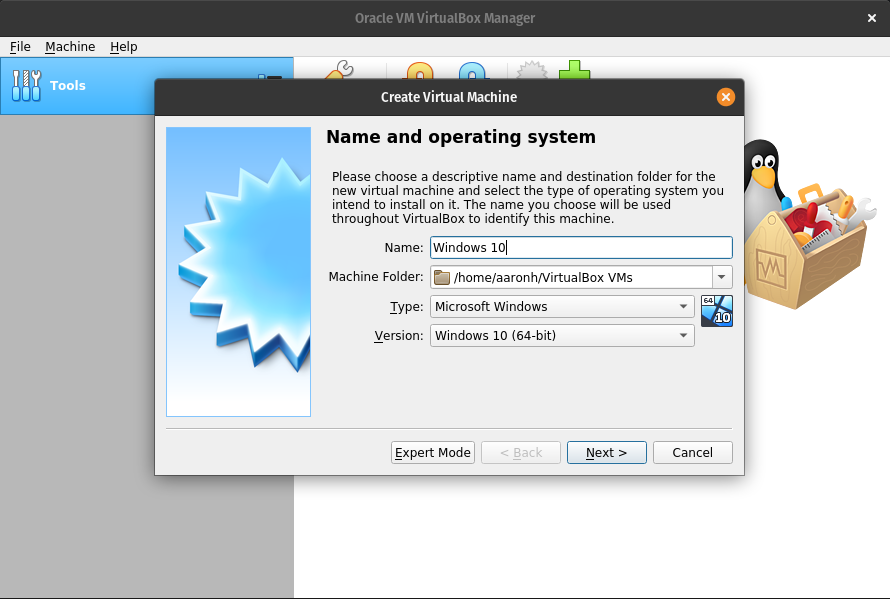 Oracle VM VirtualBox Manager
File Machine Help
Tools
Create Virtual Machine
Name and operating system
Please choose a descriptive name and destination folder for the
new virtual machine and select the type of operating system you
intend to install on it. The name you choose will be used
throughout VirtualBox to identify this machine.
Name: Windows 10
Machine Folder: /home/aaronh/VirtualBox VMs
Type: Microsoft Windows
64
10
Version: Windows 10 (64-bit)
Expert Mode < Back Next > Cancel